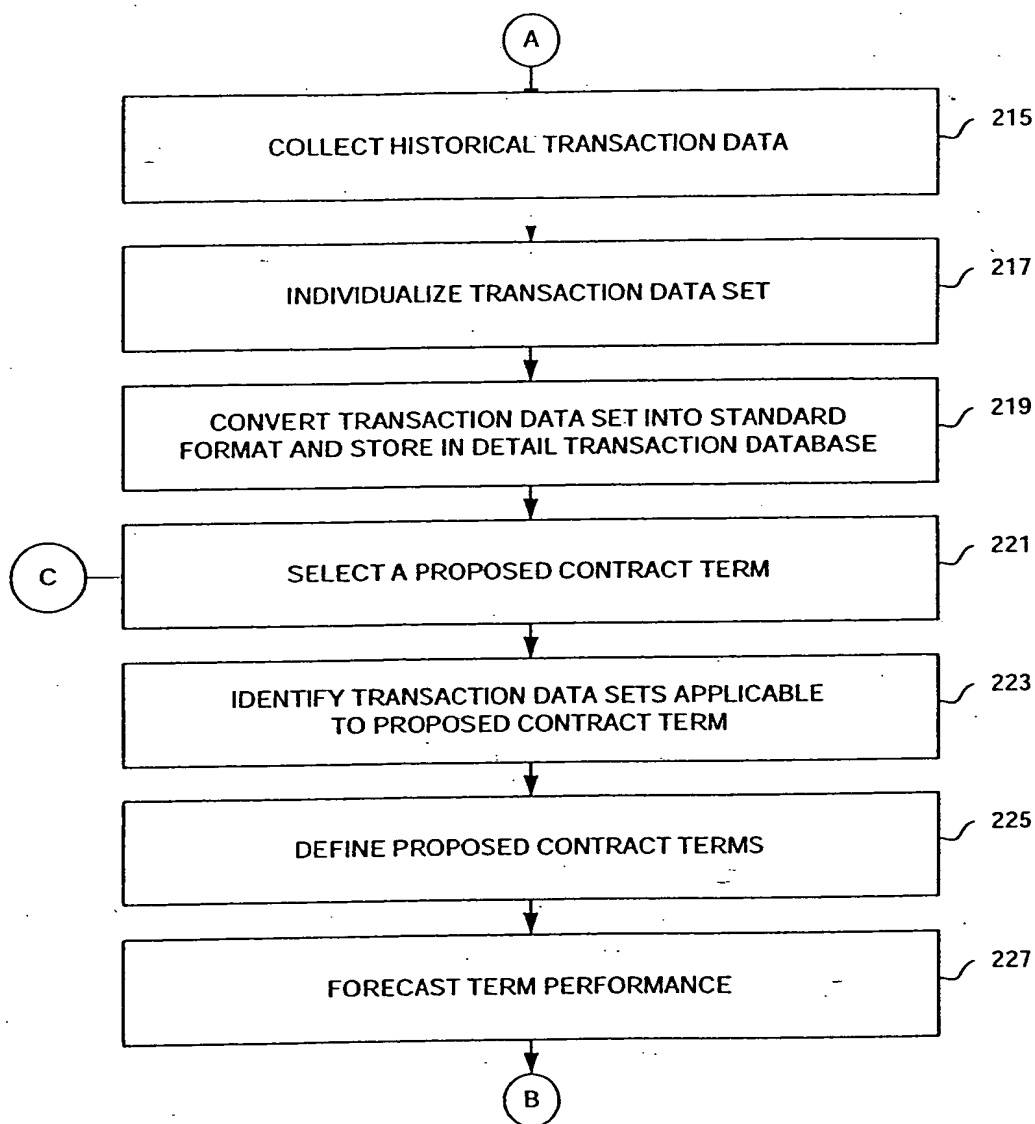 A
COLLECT HISTORICAL TRANSACTION DATA
215
INDIVIDUALIZE TRANSACTION DATA SET
217
CONVERT TRANSACTION DATA SET INTO STANDARD
FORMAT AND STORE IN DETAIL TRANSACTION DATABASE
219
C
SELECT A PROPOSED CONTRACT TERM
221
IDENTIFY TRANSACTION DATA SETS APPLICABLE
TO PROPOSED CONTRACT TERM
223
DEFINE PROPOSED CONTRACT TERMS
225
FORECAST TERM PERFORMANCE
227
B